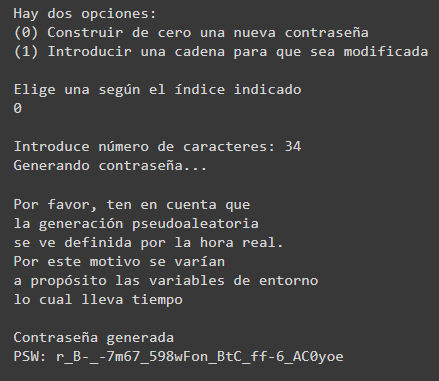 Hay dos opciones:
(0) Construir de cero una nueva contraseña
(1) Introducir una cadena para que sea modificada
Elige una según el índice indicado
0
Introduce número de caracteres: 34
Generando contraseña...
Por favor, ten en cuenta que
la generación pseudoaleatoria
se ve definida por la hora real.
Por este motivo se varían
a propósito las variables de entorno
lo cual lleva tiempo
Contraseña generada
PSW: r_B-_-7m67_598wFon_BtC_ff-6_AC0yoe